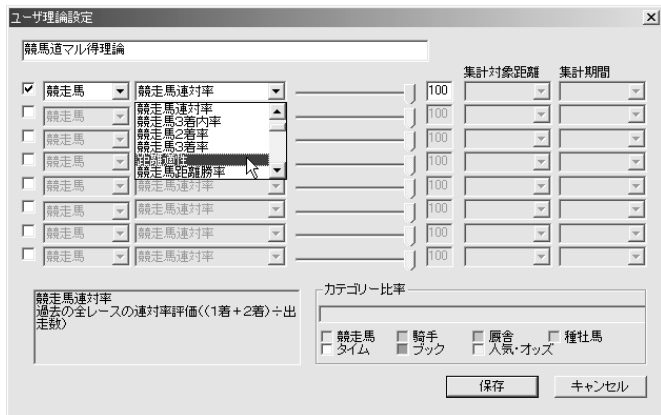 ユーザ理論設定
競馬道マル得理論
集計対象距離 集計期間
競走馬 競走馬連対率 100
競走馬 競走馬連対率 100
競走馬 競走馬3着内率 100
競走馬 競走馬2着率 100
競走馬3着率
競走馬 距離適性 100
競走馬距離勝率
競走馬 競走馬連対率 100
競走馬 競走馬連対率 100
競走馬 競走馬連対率 100
競走馬連対率
過去の全レースの連対率評価((1着+2着)÷出
走数)
カテゴリー比率
競走馬 騎手 厩舎 種牡馬
タイム ブック 人気・オッズ
保存 キャンセル